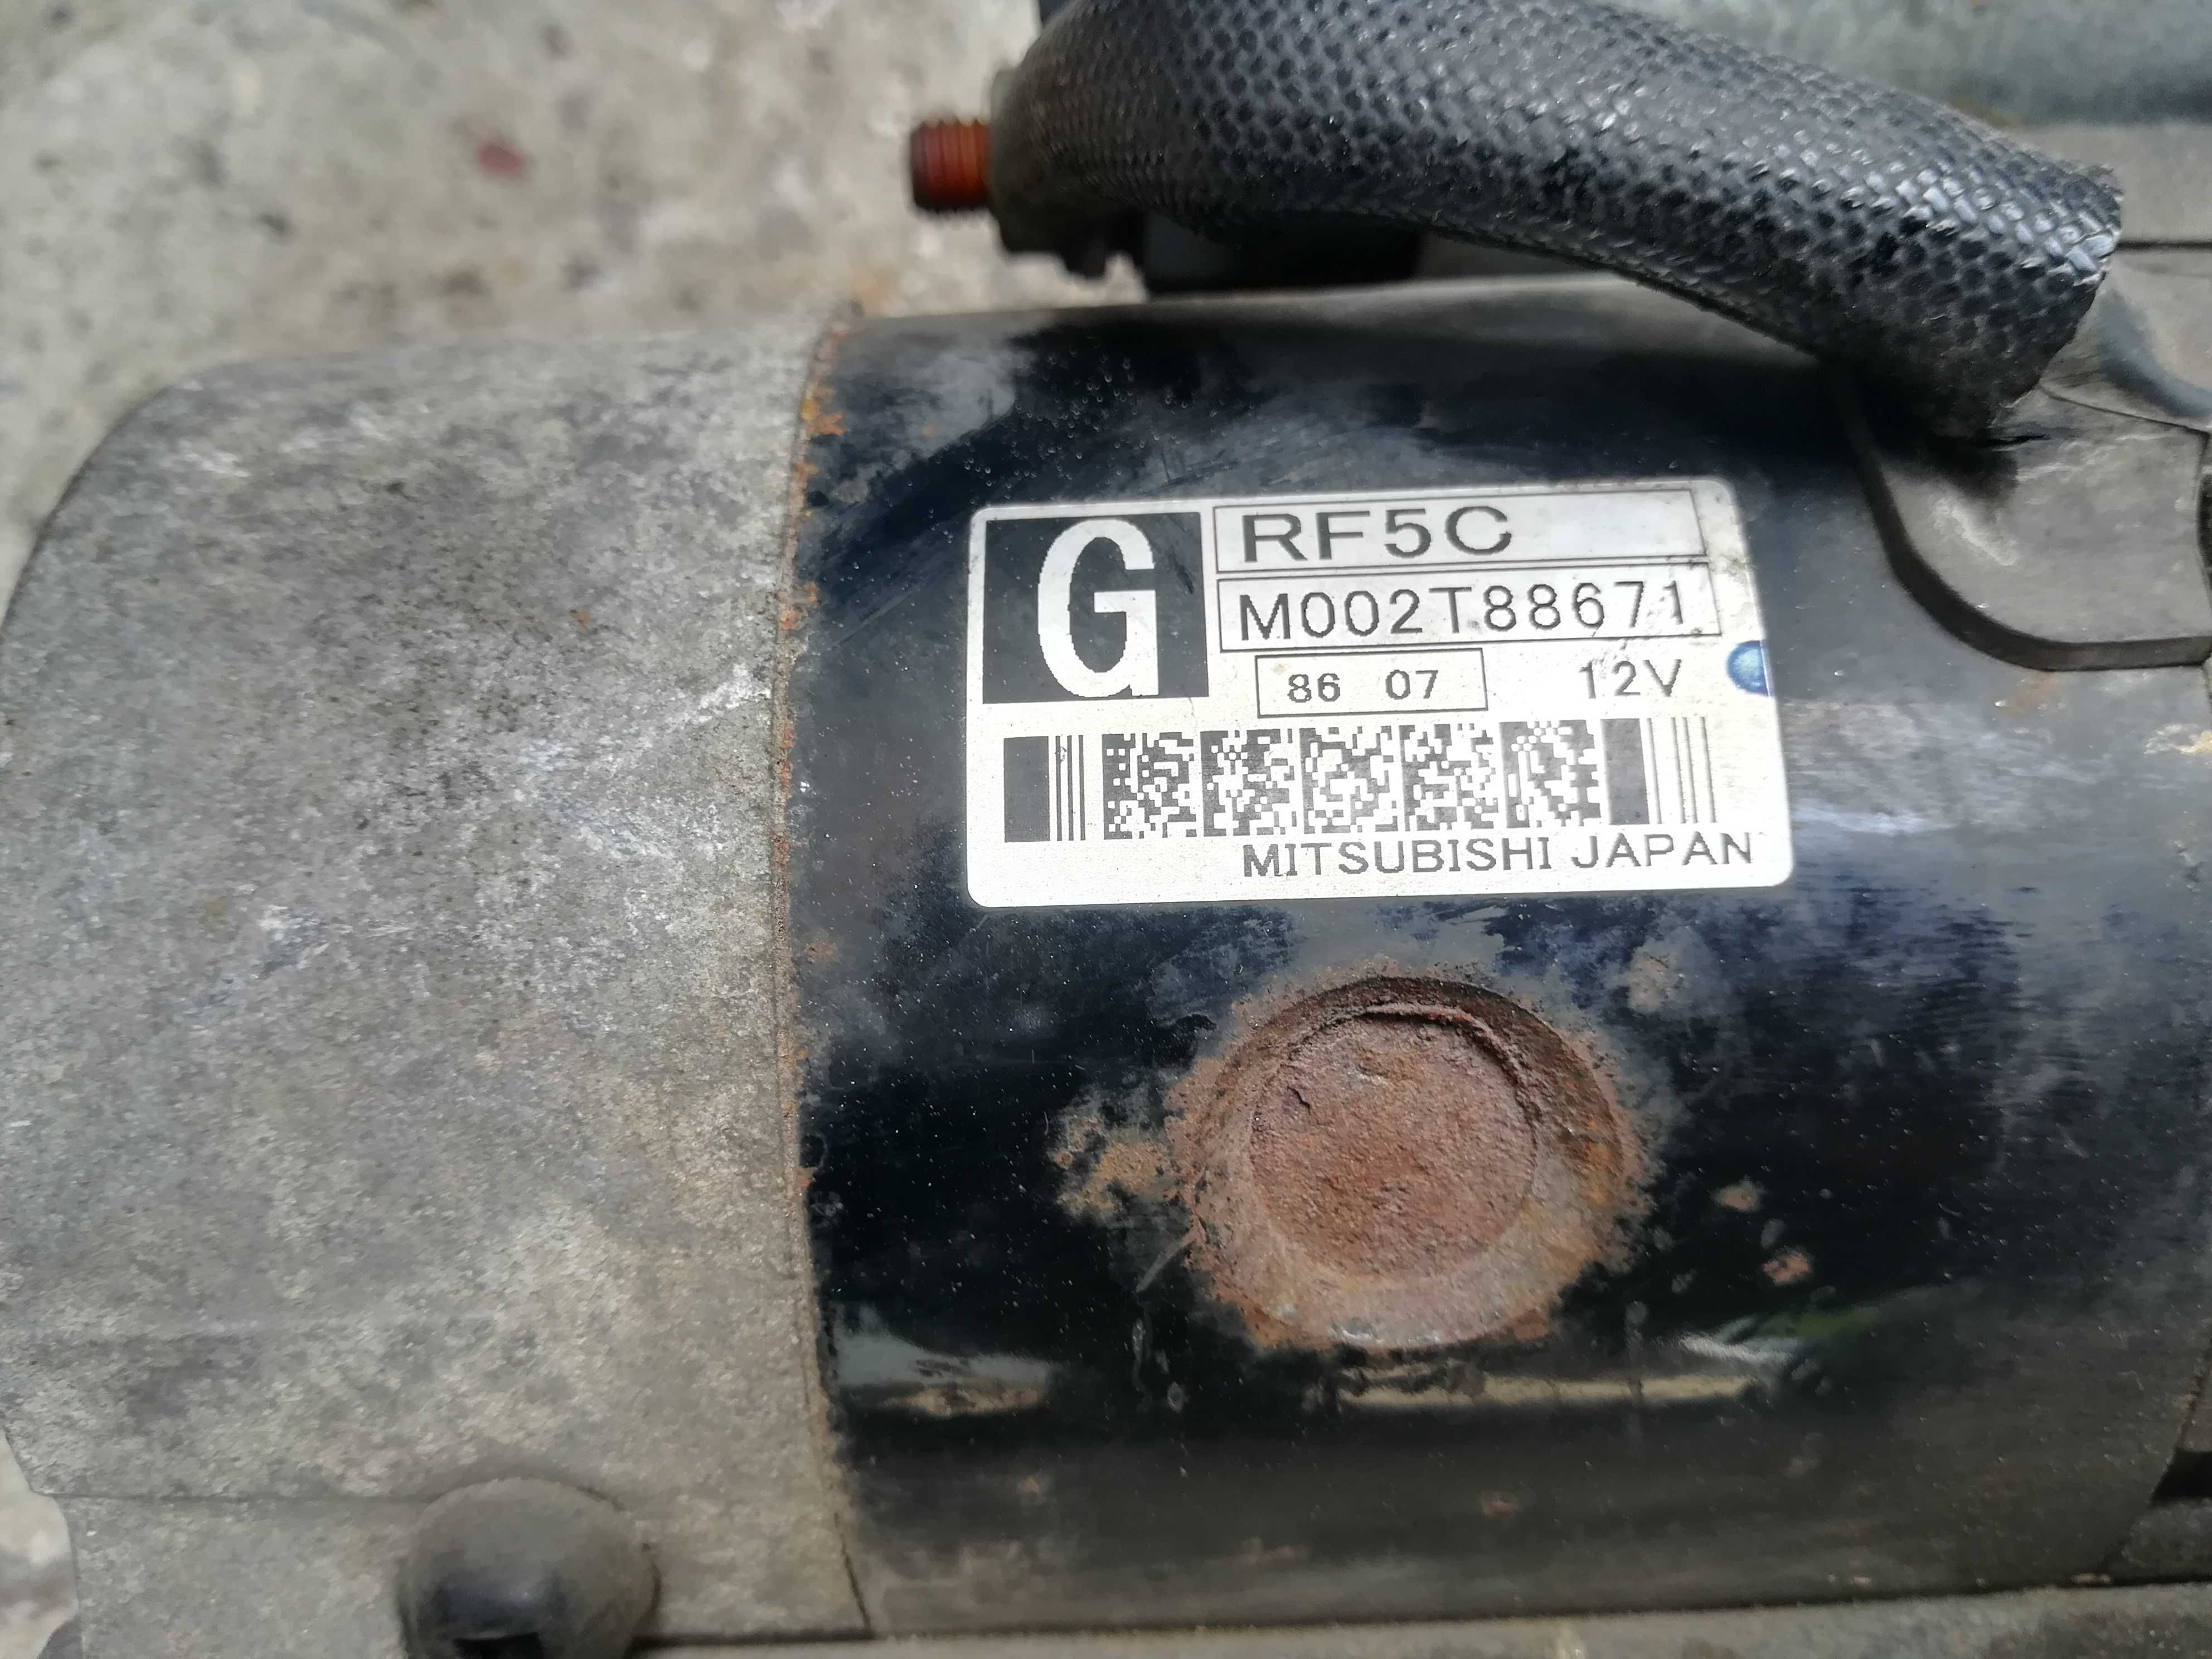 G
RF5C
M002T88671
86 07 12V
MITSUBISHI JAPAN